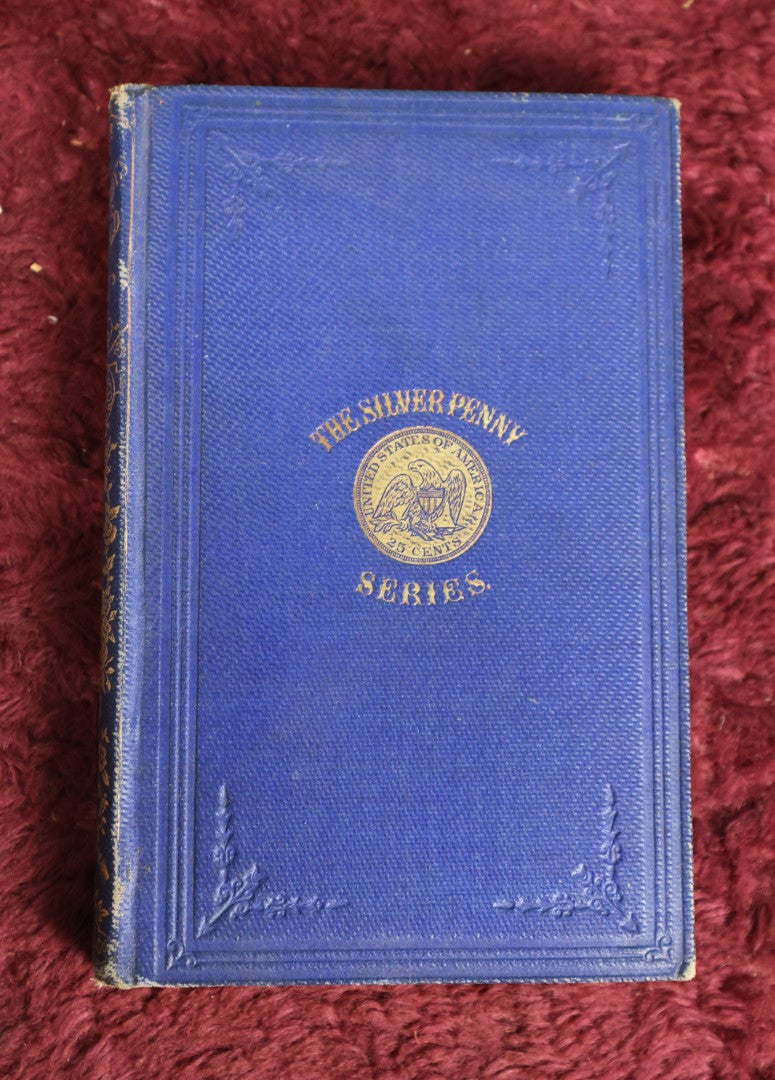 THE SILVER PENNY
UNITED STATES OF AMERICA
25 CENTS
SERIES.